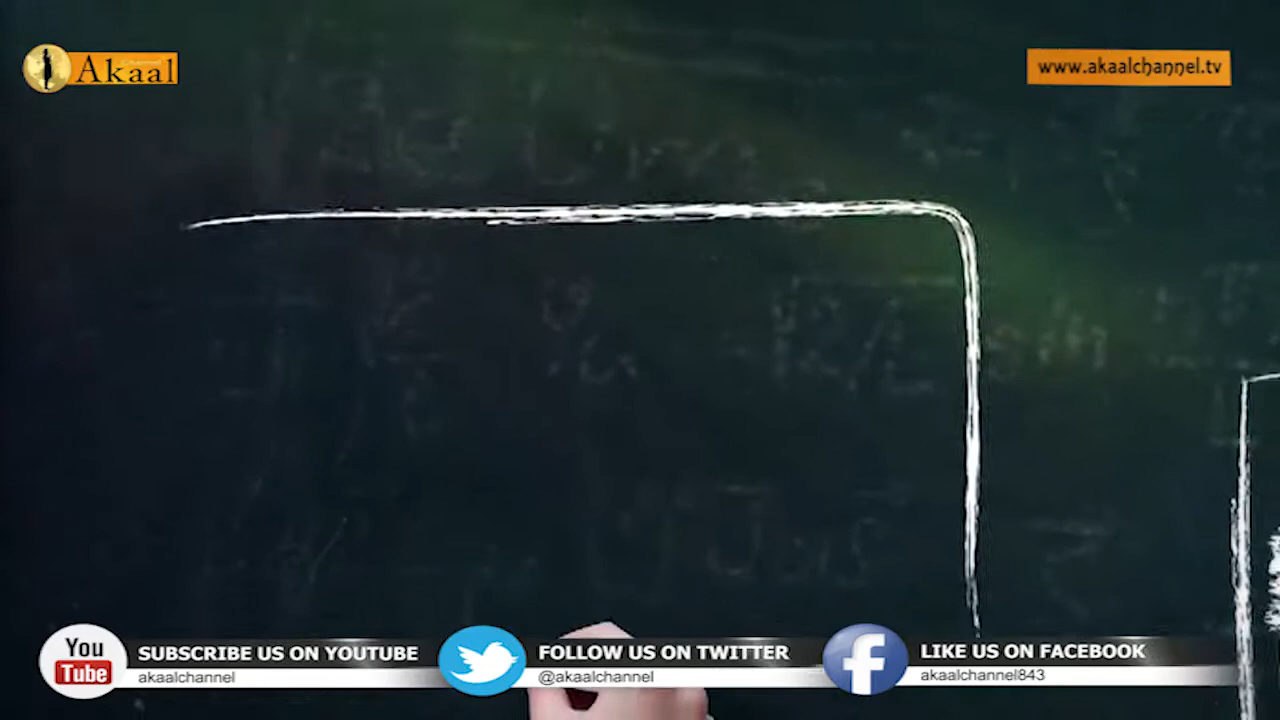 Akaal
Channel
www.akaalchannel.tv
You
Tube
SUBSCRIBE US ON YOUTUBE
akaalchannel
FOLLOW US ON TWITTER
@akaalchannel
f
LIKE US ON FACEBOOK
akaalchannel843